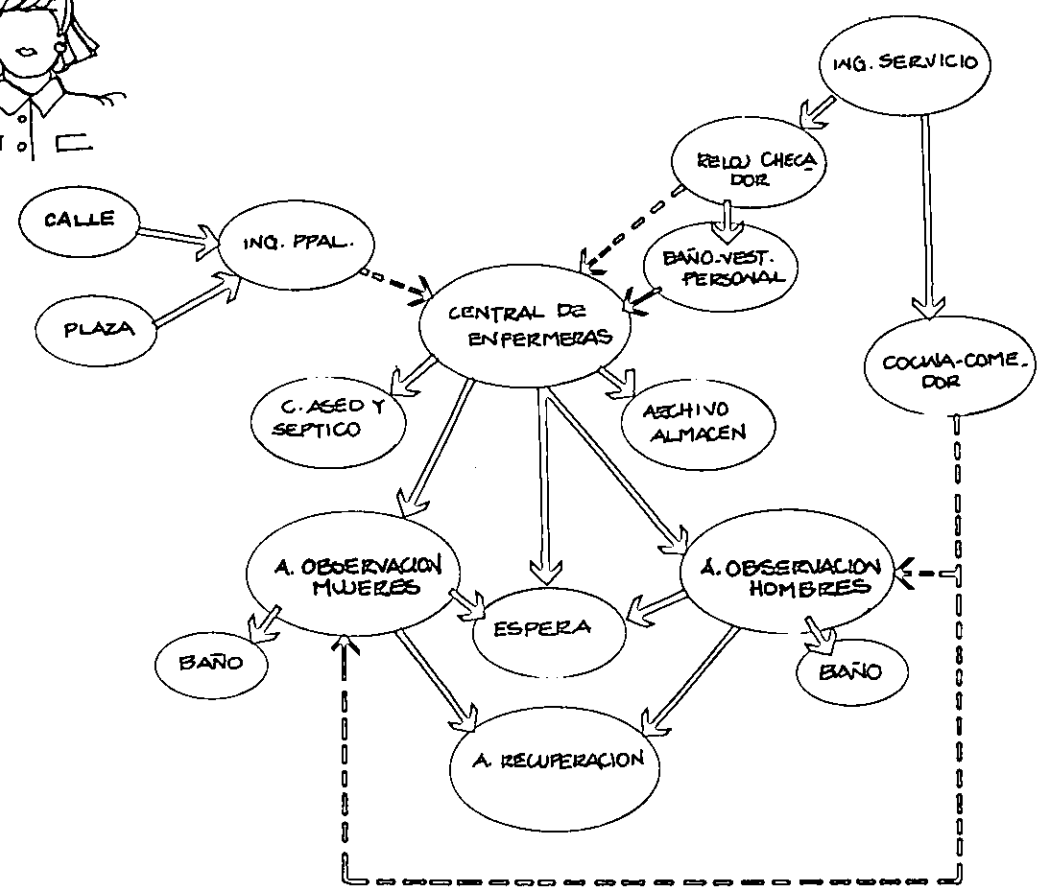 ING. SERVICIO
RELOJ CHECA
DOR
CALLE
ING. PPAL.
BAÑO-VEST.
PERSONAL
PLAZA
CENTRAL DE
ENFERMERAS
COCINA-COME-
DOR
C. ASEO Y
SEPTICO
ARCHIVO
ALMACEN
A. OBSERVACION
MUJERES
A. OBSERVACION
HOMBRES
ESPERA
BAÑO
BAÑO
A. RECUPERACION